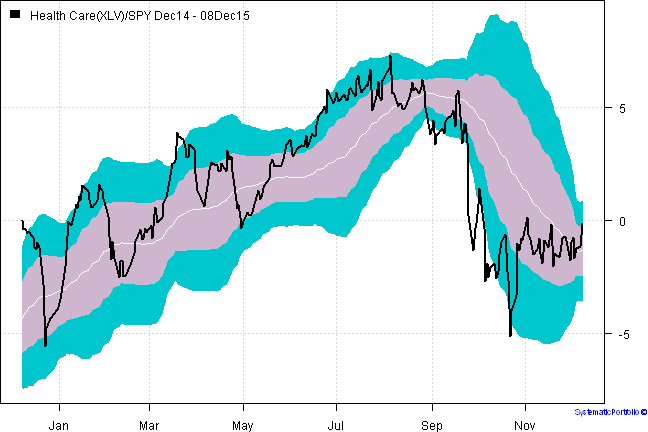 Health Care(XLV)/SPY Dec14 - 08Dec15
5
0
-5
Jan Mar May Jul Sep Nov
SystematicPortfolio ©